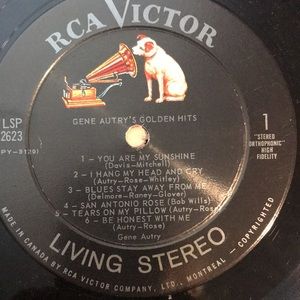 RCA VICTOR
GENE AUTRY'S GOLDEN HITS
LSP
2623
(PY-3129)
1
"STEREO
ORTHOPHONIC"
HIGH
FIDELITY
1 – YOU ARE MY SUNSHINE
(Davis-Mitchell)
2 – I HANG MY HEAD AND CRY
(Autry-Rose-Whitley)
3 – BLUES STAY AWAY FROM ME
(Delmore-Raney-Glover)
4 – SAN ANTONIO ROSE (Bob Wills)
5 – TEARS ON MY PILLOW (Autry-Rose)
6 – BE HONEST WITH ME
(Autry-Rose)
Gene Autry
LIVING STEREO
MADE IN CANADA BY RCA VICTOR COMPANY, LTD., MONTREAL – COPYRIGHTED